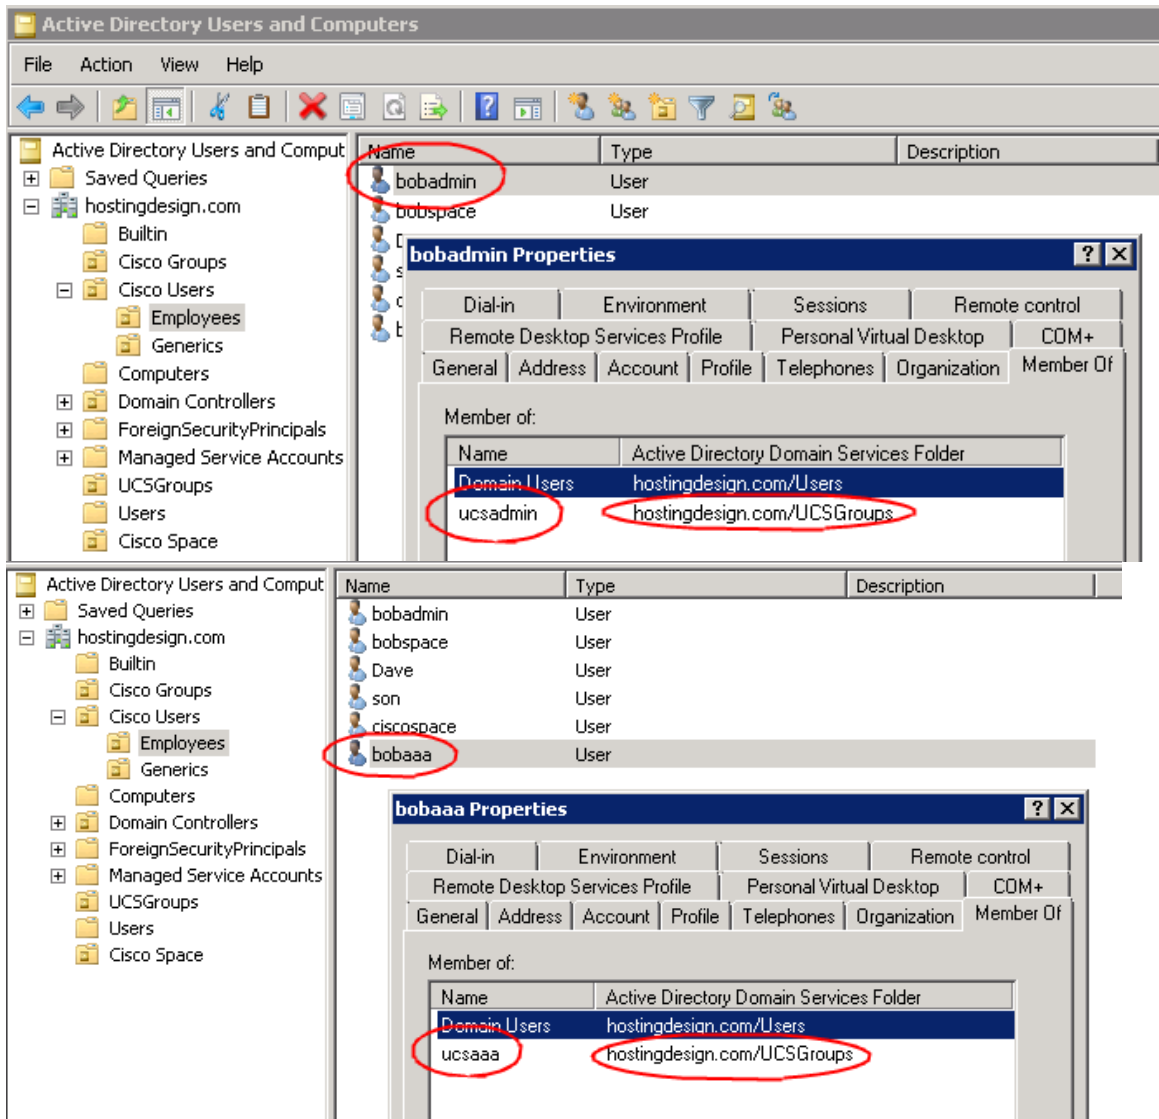 Active Directory Users and Computers
File Action View Help
Active Directory Users and Comput
Saved Queries
hostingdesign.com
Builtin
Cisco Groups
Cisco Users
Employees
Generics
Computers
Domain Controllers
ForeignSecurityPrincipals
Managed Service Accounts
UCSGroups
Users
Cisco Space
Name Type Description
bobadmin User
bobspace User
bobadmin Properties
Dial-in Environment Sessions Remote control
Remote Desktop Services Profile Personal Virtual Desktop COM+
General Address Account Profile Telephones Organization Member Of
Member of:
Name Active Directory Domain Services Folder
Domain Users hostingdesign.com/Users
ucsadmin hostingdesign.com/UCSGroups
Active Directory Users and Comput
Saved Queries
hostingdesign.com
Builtin
Cisco Groups
Cisco Users
Employees
Generics
Computers
Domain Controllers
ForeignSecurityPrincipals
Managed Service Accounts
UCSGroups
Users
Cisco Space
Name Type Description
bobadmin User
bobspace User
Dave User
son User
ciscospace User
bobaaa User
bobaaa Properties
Dial-in Environment Sessions Remote control
Remote Desktop Services Profile Personal Virtual Desktop COM+
General Address Account Profile Telephones Organization Member Of
Member of:
Name Active Directory Domain Services Folder
Domain Users hostingdesign.com/Users
ucsaaa hostingdesign.com/UCSGroups